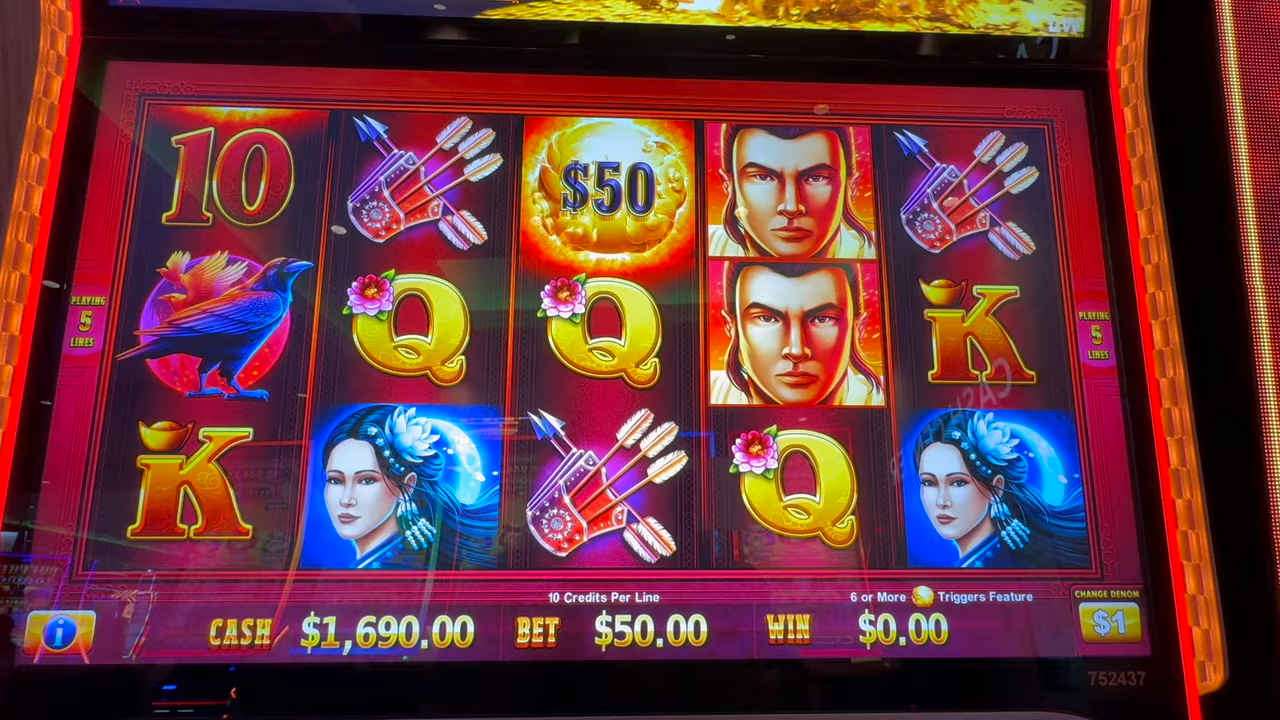 10
$50
Q
Q
K
K
Q
PLAYING
5
LINES
PLAYING
5
LINES
10 Credits Per Line
6 or More Triggers Feature
CHANGE DENOM
$1
CASH $1,690.00 BET $50.00 WIN $0.00
752437